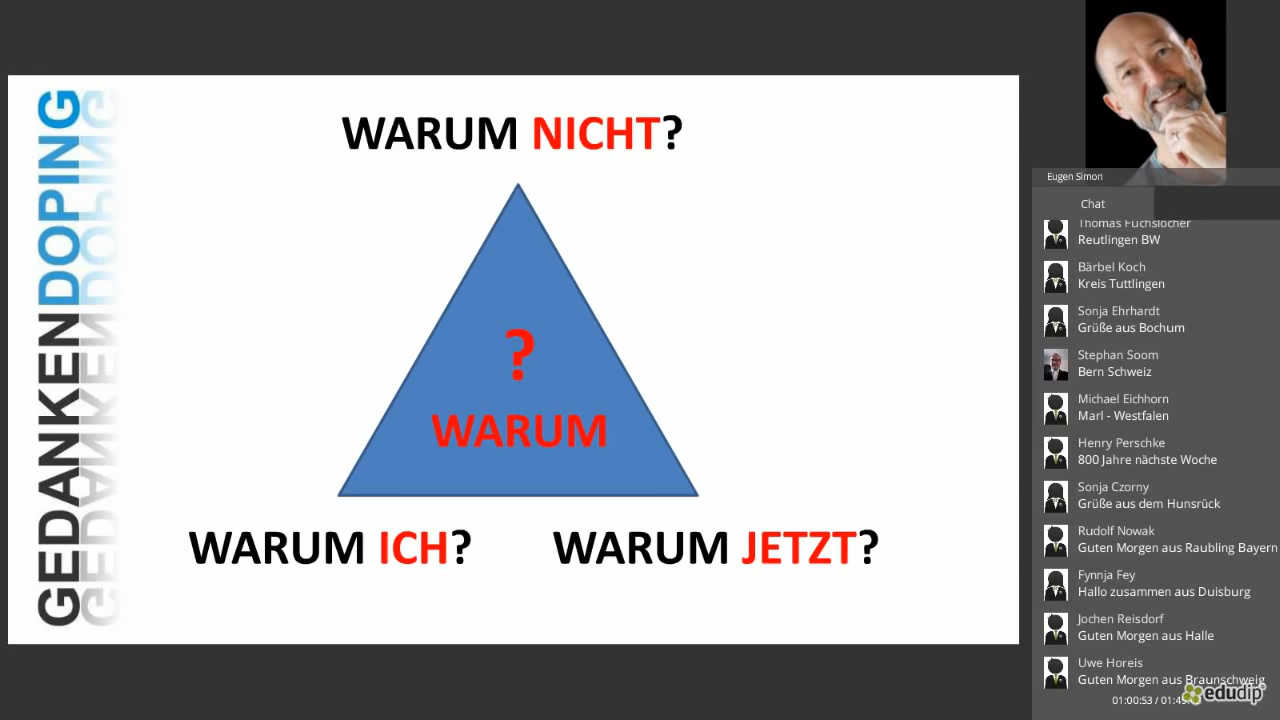 GEDANKENDOPING
WARUM NICHT?
?
WARUM
WARUM ICH?
WARUM JETZT?
Eugen Simon
Chat
Thomas Fuchslocher
Reutlingen BW
Bärbel Koch
Kreis Tuttlingen
Sonja Ehrhardt
Grüße aus Bochum
Stephan Soom
Bern Schweiz
Michael Eichhorn
Marl - Westfalen
Henry Perschke
800 Jahre nächste Woche
Sonja Czorny
Grüße aus dem Hunsrück
Rudolf Nowak
Guten Morgen aus Raubling Bayern
Fynnja Fey
Hallo zusammen aus Duisburg
Jochen Reisdorf
Guten Morgen aus Halle
Uwe Horeis
Guten Morgen aus Braunschweig
01:00:53 /
edudip